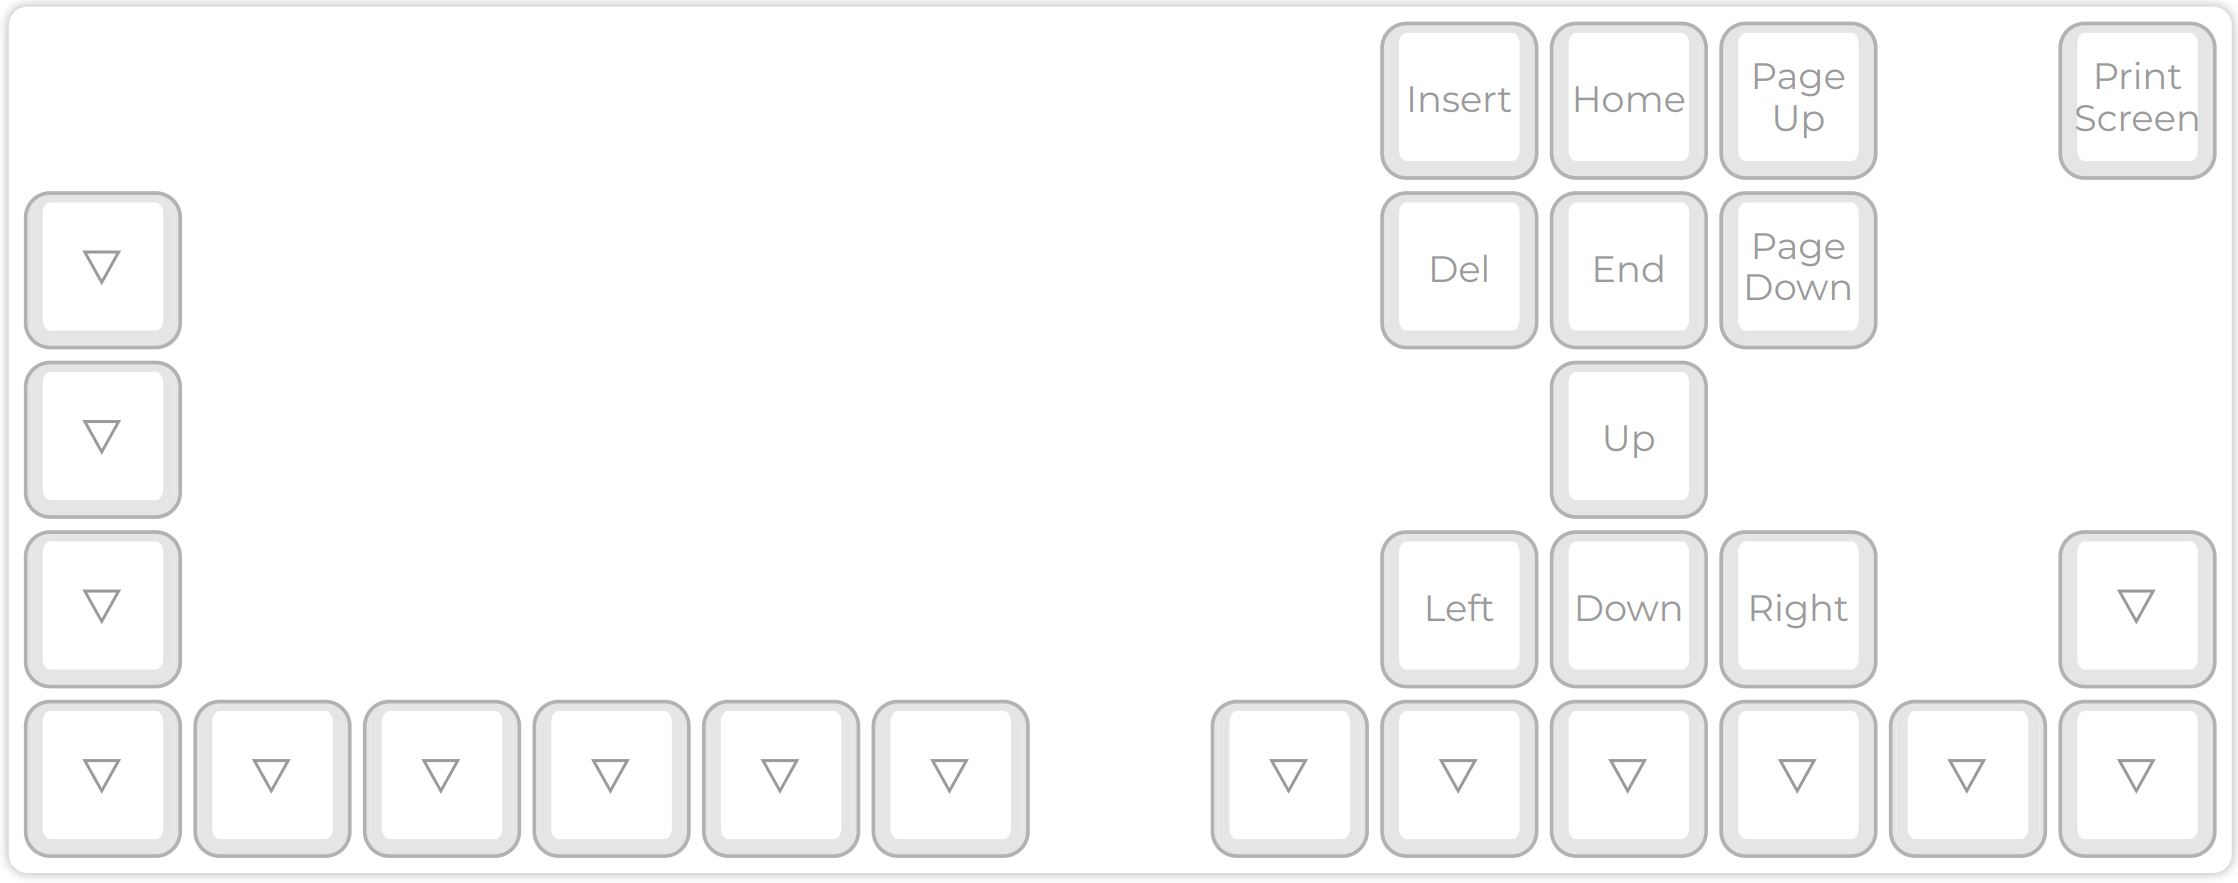 Insert
Home
Page
Up
Print
Screen
Del
End
Page
Down
Up
Left
Down
Right